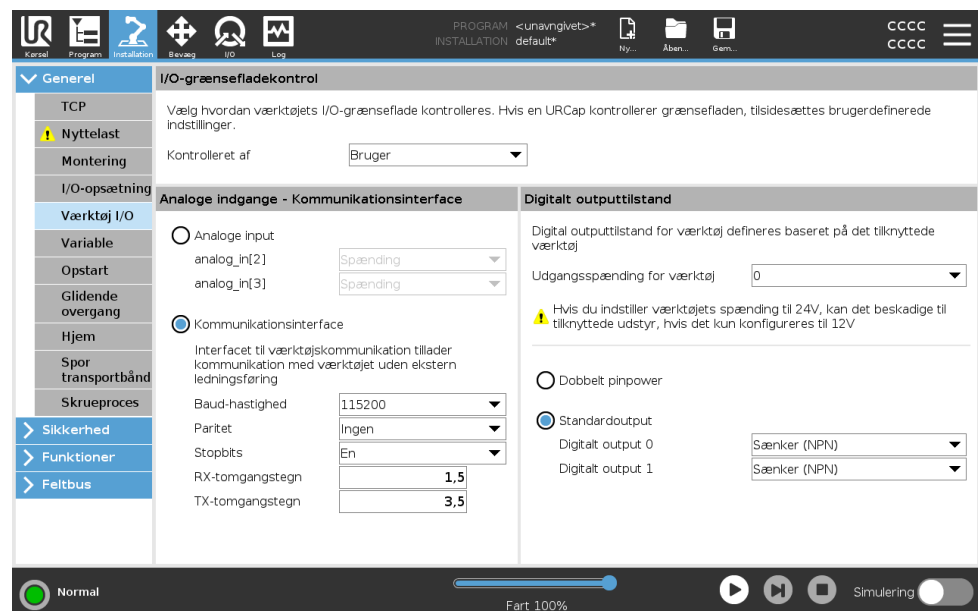 PROGRAM <unavngivet>*
INSTALLATION default*
CCCC
CCCC
Kørsel Program Installation Bevæg I/O Log Ny... Åben... Gem...
Generel
TCP
Nyttelast
Montering
I/O-opsætning
Værktøj I/O
Variable
Opstart
Glidende
overgang
Hjem
Spor
transportbånd
Skrueproces
Sikkerhed
Funktioner
Feltbus
I/O-grænsefladekontrol
Vælg hvordan værktøjets I/O-grænseflade kontrolleres. Hvis en URCap kontrollerer grænsefladen, tilsidesættes brugerdefinerede
indstillinger.
Kontrolleret af Bruger
Analoge indgange - Kommunikationsinterface
Analoge input
analog_in[2] Spænding
analog_in[3] Spænding
Kommunikationsinterface
Interfacet til værktøjskommunikation tillader
kommunikation med værktøjet uden ekstern
ledningsføring
Baud-hastighed 115200
Paritet Ingen
Stopbits En
RX-tomgangstegn 1,5
TX-tomgangstegn 3,5
Digitalt outputtilstand
Digital outputtilstand for værktøj defineres baseret på det tilknyttede
værktøj
Udgangsspænding for værktøj 0
Hvis du indstiller værktøjets spænding til 24V, kan det beskadige til
tilknyttede udstyr, hvis det kun konfigureres til 12V
Dobbelt pinpower
Standardoutput
Digitalt output 0 Sænker (NPN)
Digitalt output 1 Sænker (NPN)
Normal
Fart 100%
Simulering